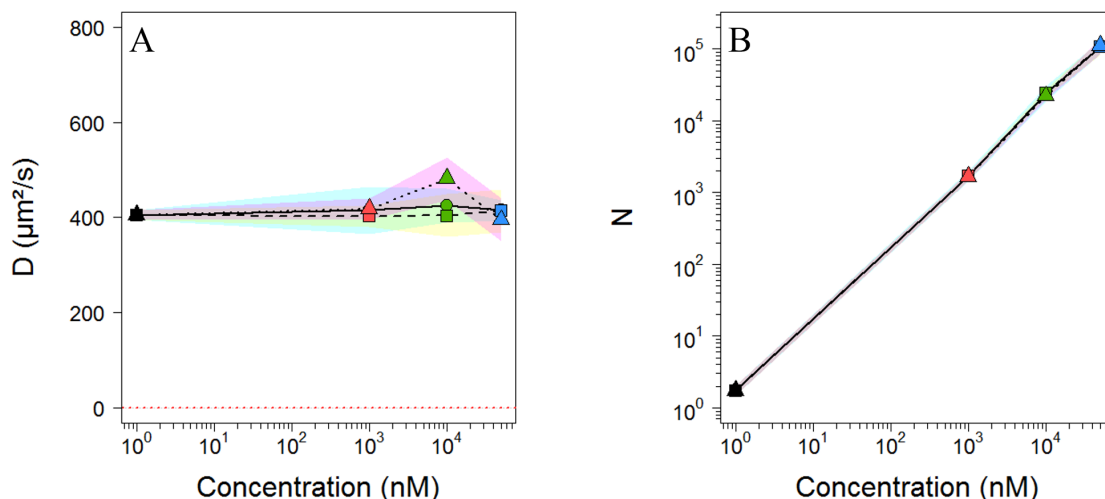 A
800
600
400
200
0
D (µm²/s)
10⁰ 10¹ 10² 10³ 10⁴
Concentration (nM)
B
10⁵
10⁴
10³
10²
10¹
10⁰
N
10⁰ 10¹ 10² 10³ 10⁴
Concentration (nM)